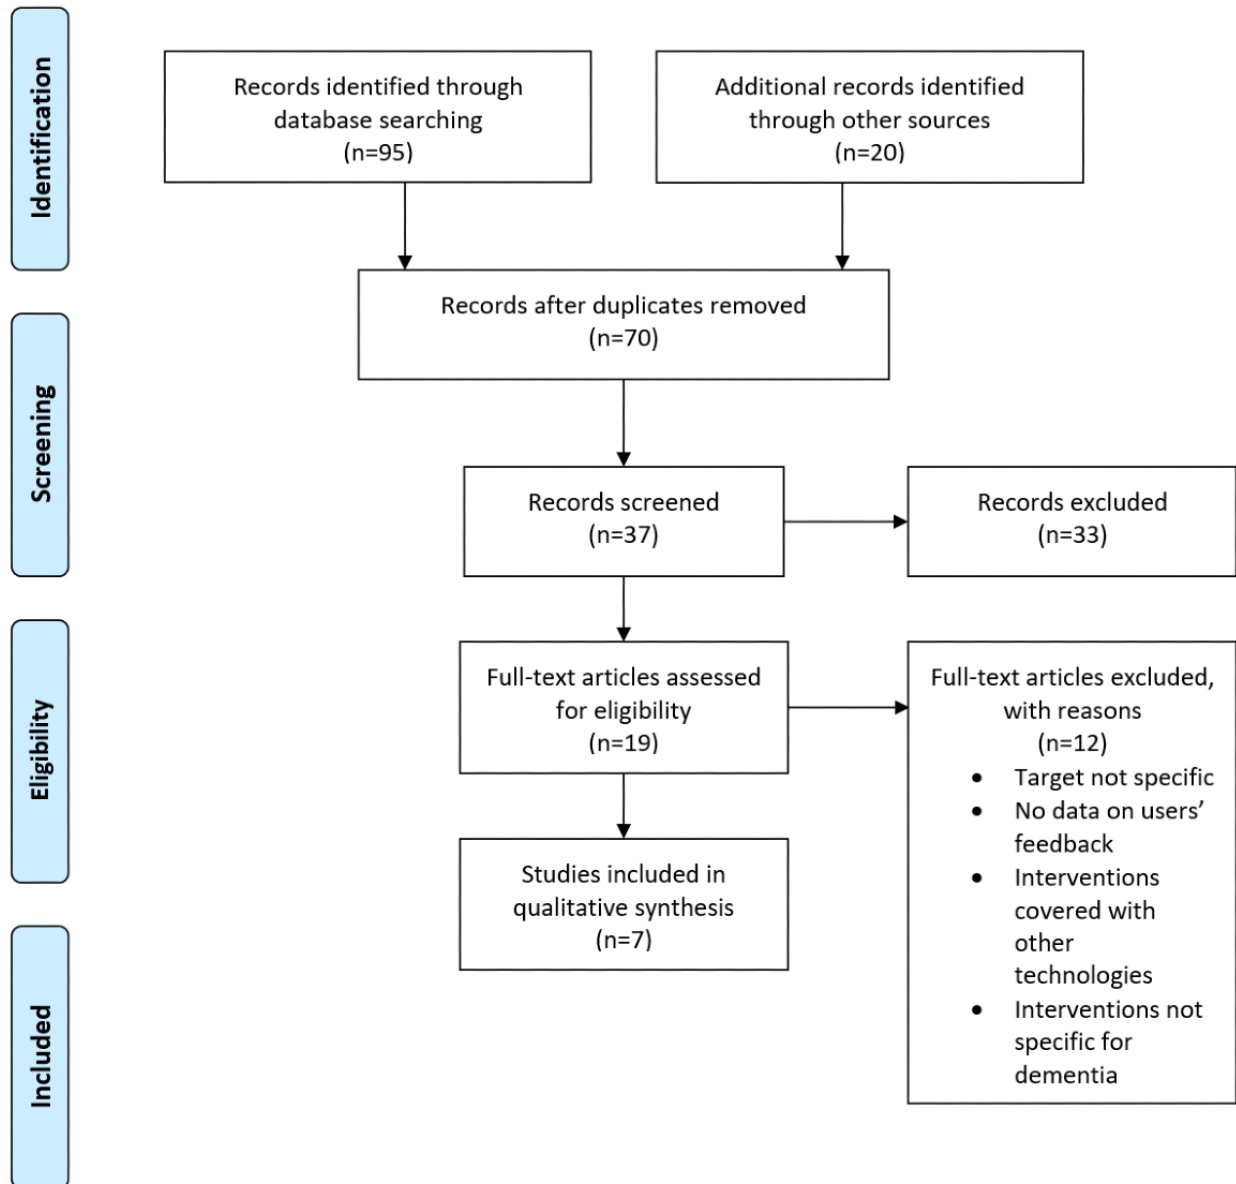 Identification
Records identified through
database searching
(n=95)
Additional records identified
through other sources
(n=20)
Records after duplicates removed
(n=70)
Screening
Records screened
(n=37)
Records excluded
(n=33)
Eligibility
Full-text articles assessed
for eligibility
(n=19)
Full-text articles excluded,
with reasons
(n=12)
• Target not specific
• No data on users’
feedback
• Interventions
covered with
other
technologies
• Interventions not
specific for
dementia
Studies included in
qualitative synthesis
(n=7)
Included